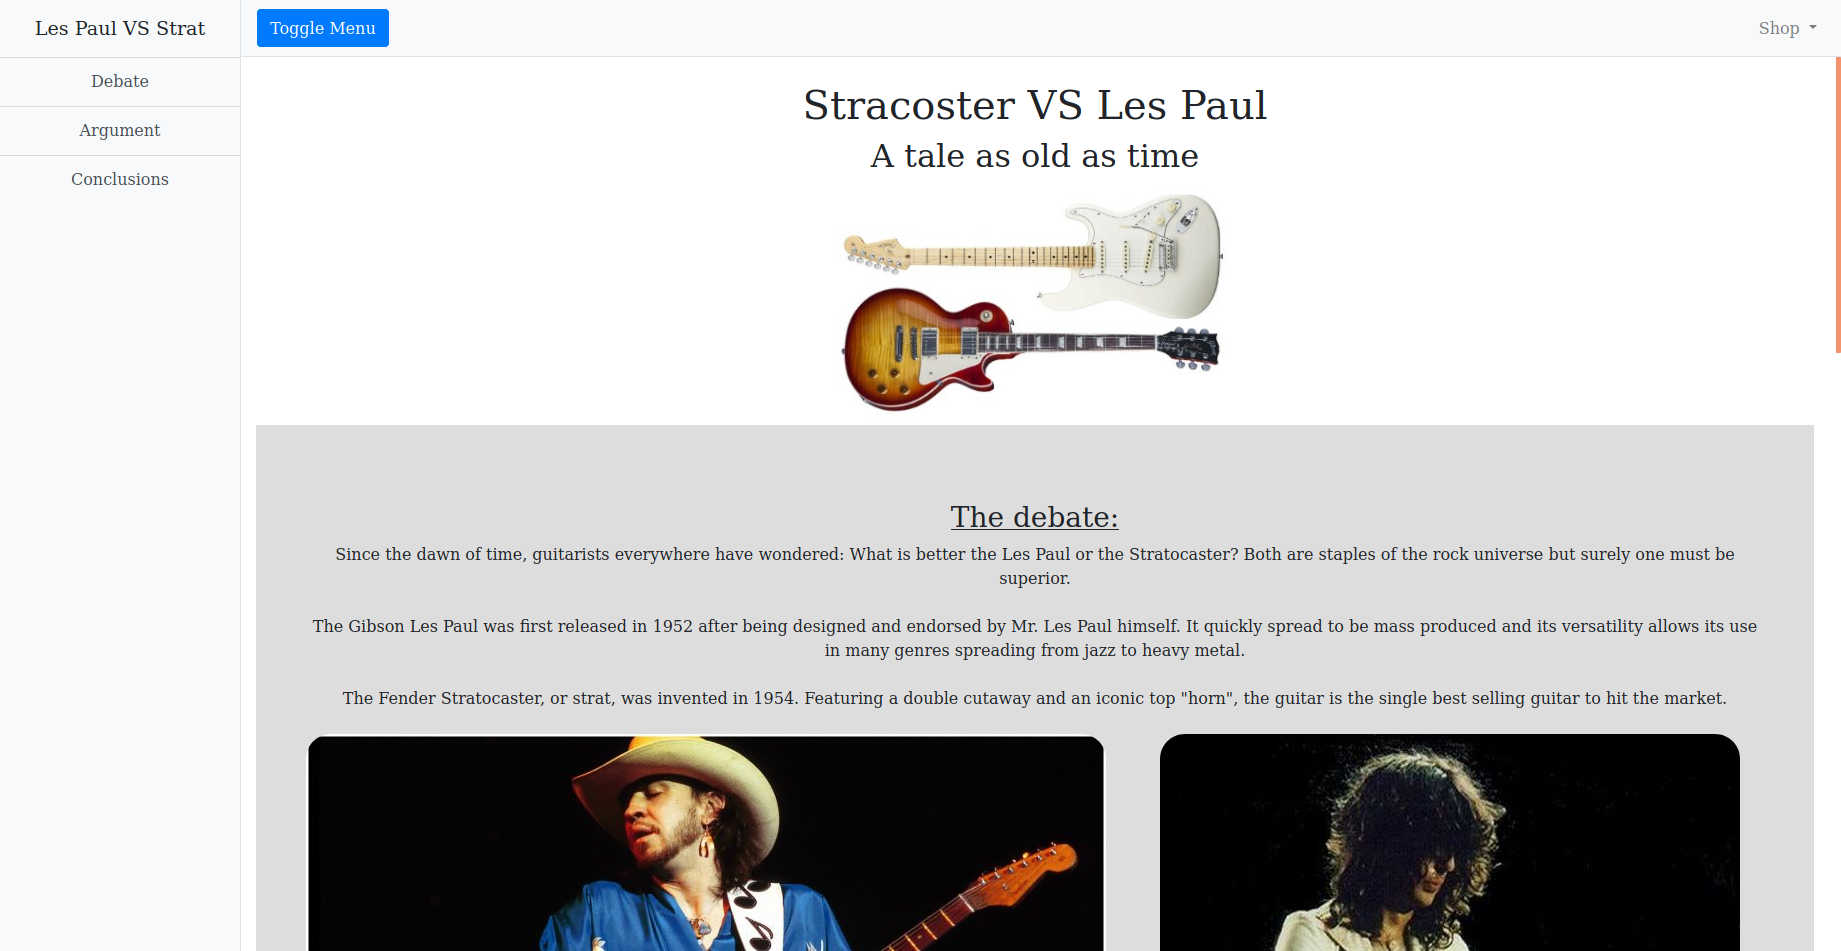 Les Paul VS Strat
Toggle Menu
Shop
Debate
Argument
Conclusions
Stracoster VS Les Paul
A tale as old as time
The debate:
Since the dawn of time, guitarists everywhere have wondered: What is better the Les Paul or the Stratocaster? Both are staples of the rock universe but surely one must be
superior.
The Gibson Les Paul was first released in 1952 after being designed and endorsed by Mr. Les Paul himself. It quickly spread to be mass produced and its versatility allows its use
in many genres spreading from jazz to heavy metal.
The Fender Stratocaster, or strat, was invented in 1954. Featuring a double cutaway and an iconic top "horn", the guitar is the single best selling guitar to hit the market.